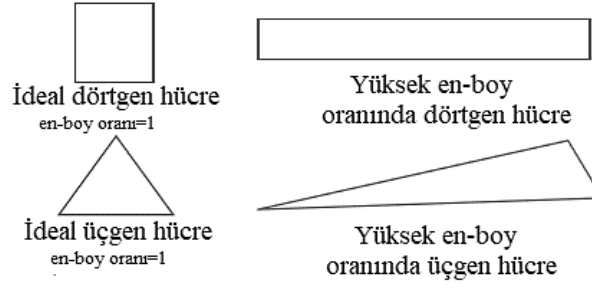 İdeal dörtgen hücre
en-boy oranı=1
Yüksek en-boy
oranında dörtgen hücre
İdeal üçgen hücre
en-boy oranı=1
Yüksek en-boy
oranında üçgen hücre